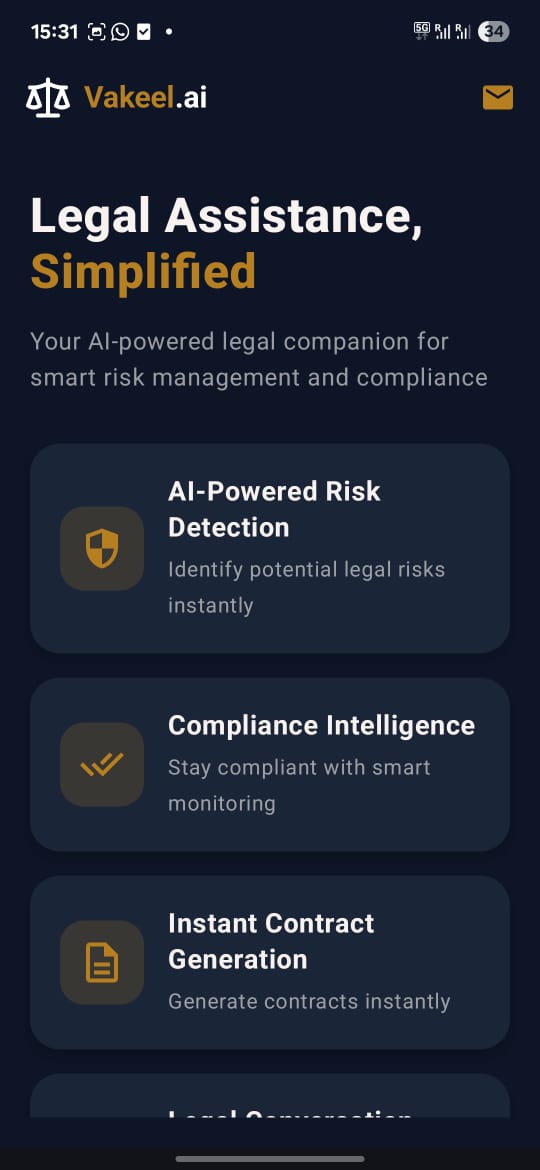 15:31
5G R R 34
Vakeel.ai
Legal Assistance,
Simplified
Your AI-powered legal companion for
smart risk management and compliance
AI-Powered Risk
Detection
Identify potential legal risks
instantly
Compliance Intelligence
Stay compliant with smart
monitoring
Instant Contract
Generation
Generate contracts instantly